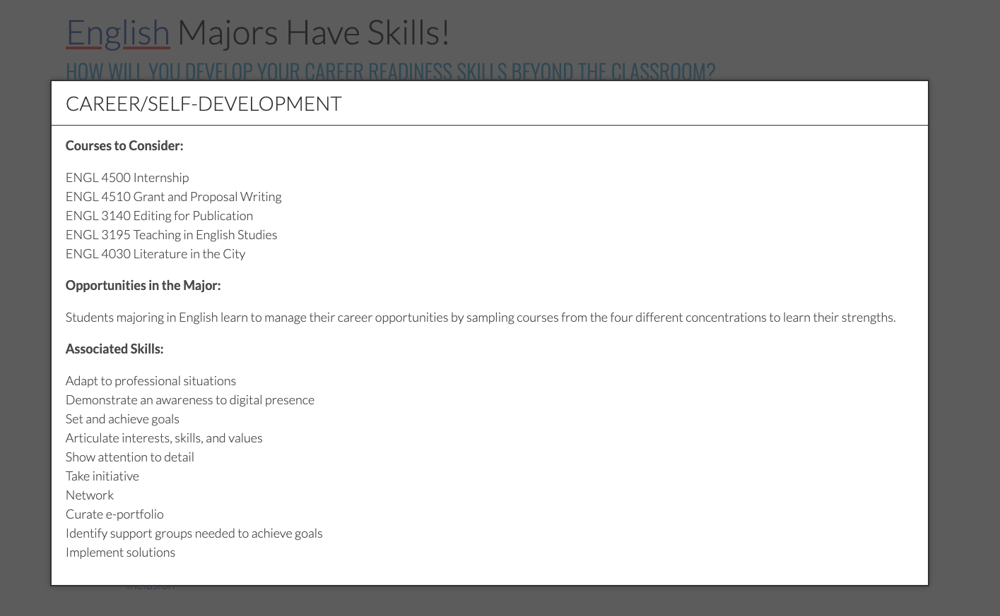 English Majors Have Skills!
HOW WILL YOU DEVELOP YOUR CAREER READINESS SKILLS BEYOND THE CLASSROOM?
CAREER/SELF-DEVELOPMENT
Courses to Consider:
ENGL 4500 Internship
ENGL 4510 Grant and Proposal Writing
ENGL 3140 Editing for Publication
ENGL 3195 Teaching in English Studies
ENGL 4030 Literature in the City
Opportunities in the Major:
Students majoring in English learn to manage their career opportunities by sampling courses from the four different concentrations to learn their strengths.
Associated Skills:
Adapt to professional situations
Demonstrate an awareness to digital presence
Set and achieve goals
Articulate interests, skills, and values
Show attention to detail
Take initiative
Network
Curate e-portfolio
Identify support groups needed to achieve goals
Implement solutions